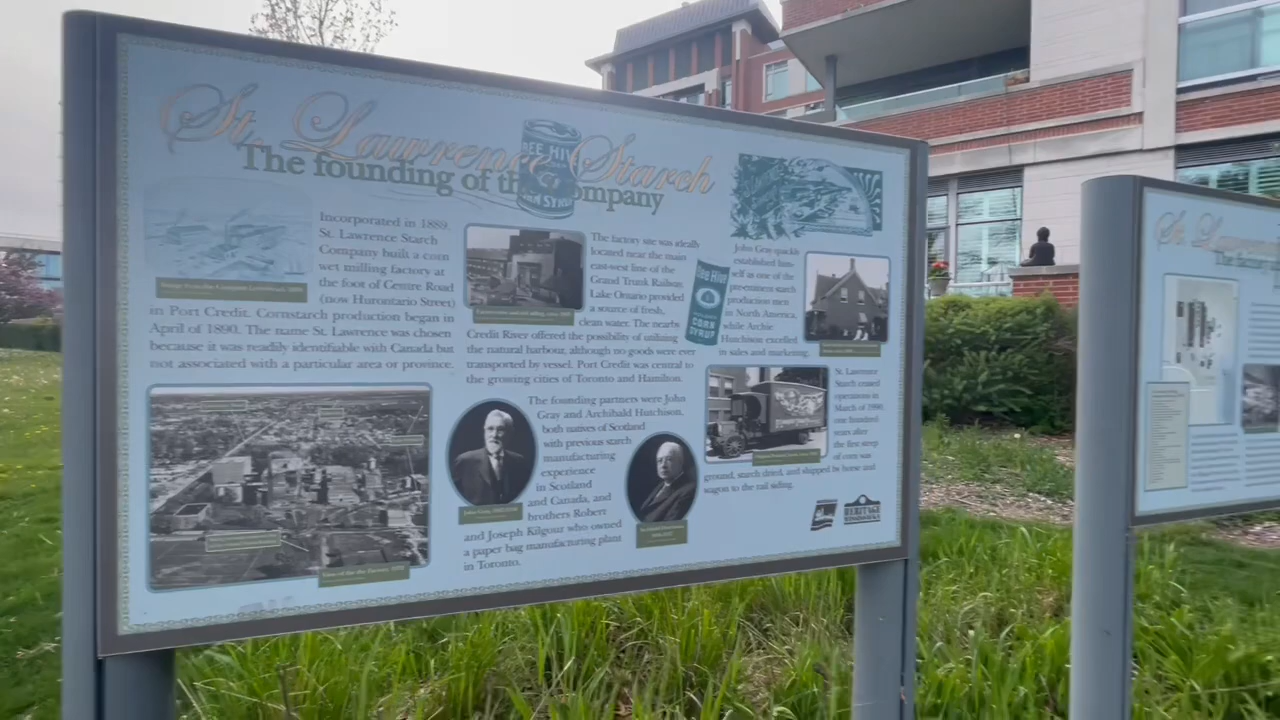 St. Lawrence Starch
The founding of the Company
BEE HIVE
CORN SYRUP
Incorporated in 1889,
St. Lawrence Starch
Company built a corn
wet milling factory at
the foot of Centre Road
(now Hurontario Street)
in Port Credit. Cornstarch production began in
April of 1890. The name St. Lawrence was chosen
because it was readily identifiable with Canada but
not associated with a particular area or province.
The factory site was ideally
located near the main
east-west line of the
Grand Trunk Railway.
Lake Ontario provided
a source of fresh,
clean water. The nearby
Credit River offered the possibility of utilizing
the natural harbour, although no goods were ever
transported by vessel. Port Credit was central to
the growing cities of Toronto and Hamilton.
The founding partners were John
Gray and Archibald Hutchison,
both natives of Scotland
with previous starch
manufacturing
experience
in Scotland
and Canada, and
brothers Robert
and Joseph Kilgour who owned
a paper bag manufacturing plant
in Toronto.
John Gray
Bee Hive
CORN
SYRUP
John Gray quickly
established him-
self as one of the
pre-eminent starch
production men
in North America,
while Archie
Hutchison excelled
in sales and marketing.
St. Lawrence
Starch ceased
operations in
March of 1990,
one hundred
years after
the first steep
of corn was
ground, starch dried, and shipped by horse and
wagon to the rail siding.
HERITAGE
MISSISSAUGA
St. Lawrence